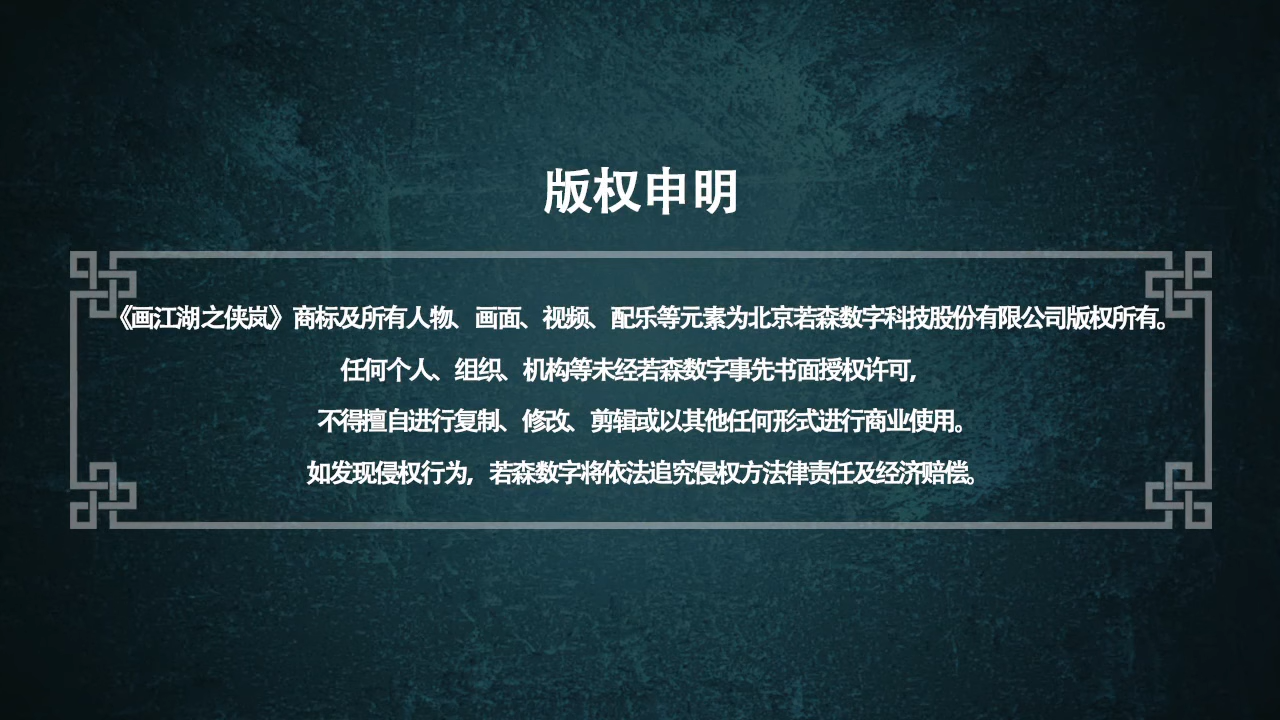 版权申明
《画江湖之侠岚》商标及所有人物、画面、视频、配乐等元素为北京若森数字科技股份有限公司版权所有。
任何个人、组织、机构等未经若森数字事先书面授权许可，
不得擅自进行复制、修改、剪辑或以其他任何形式进行商业使用。
如发现侵权行为，若森数字将依法追究侵权方法律责任及经济赔偿。